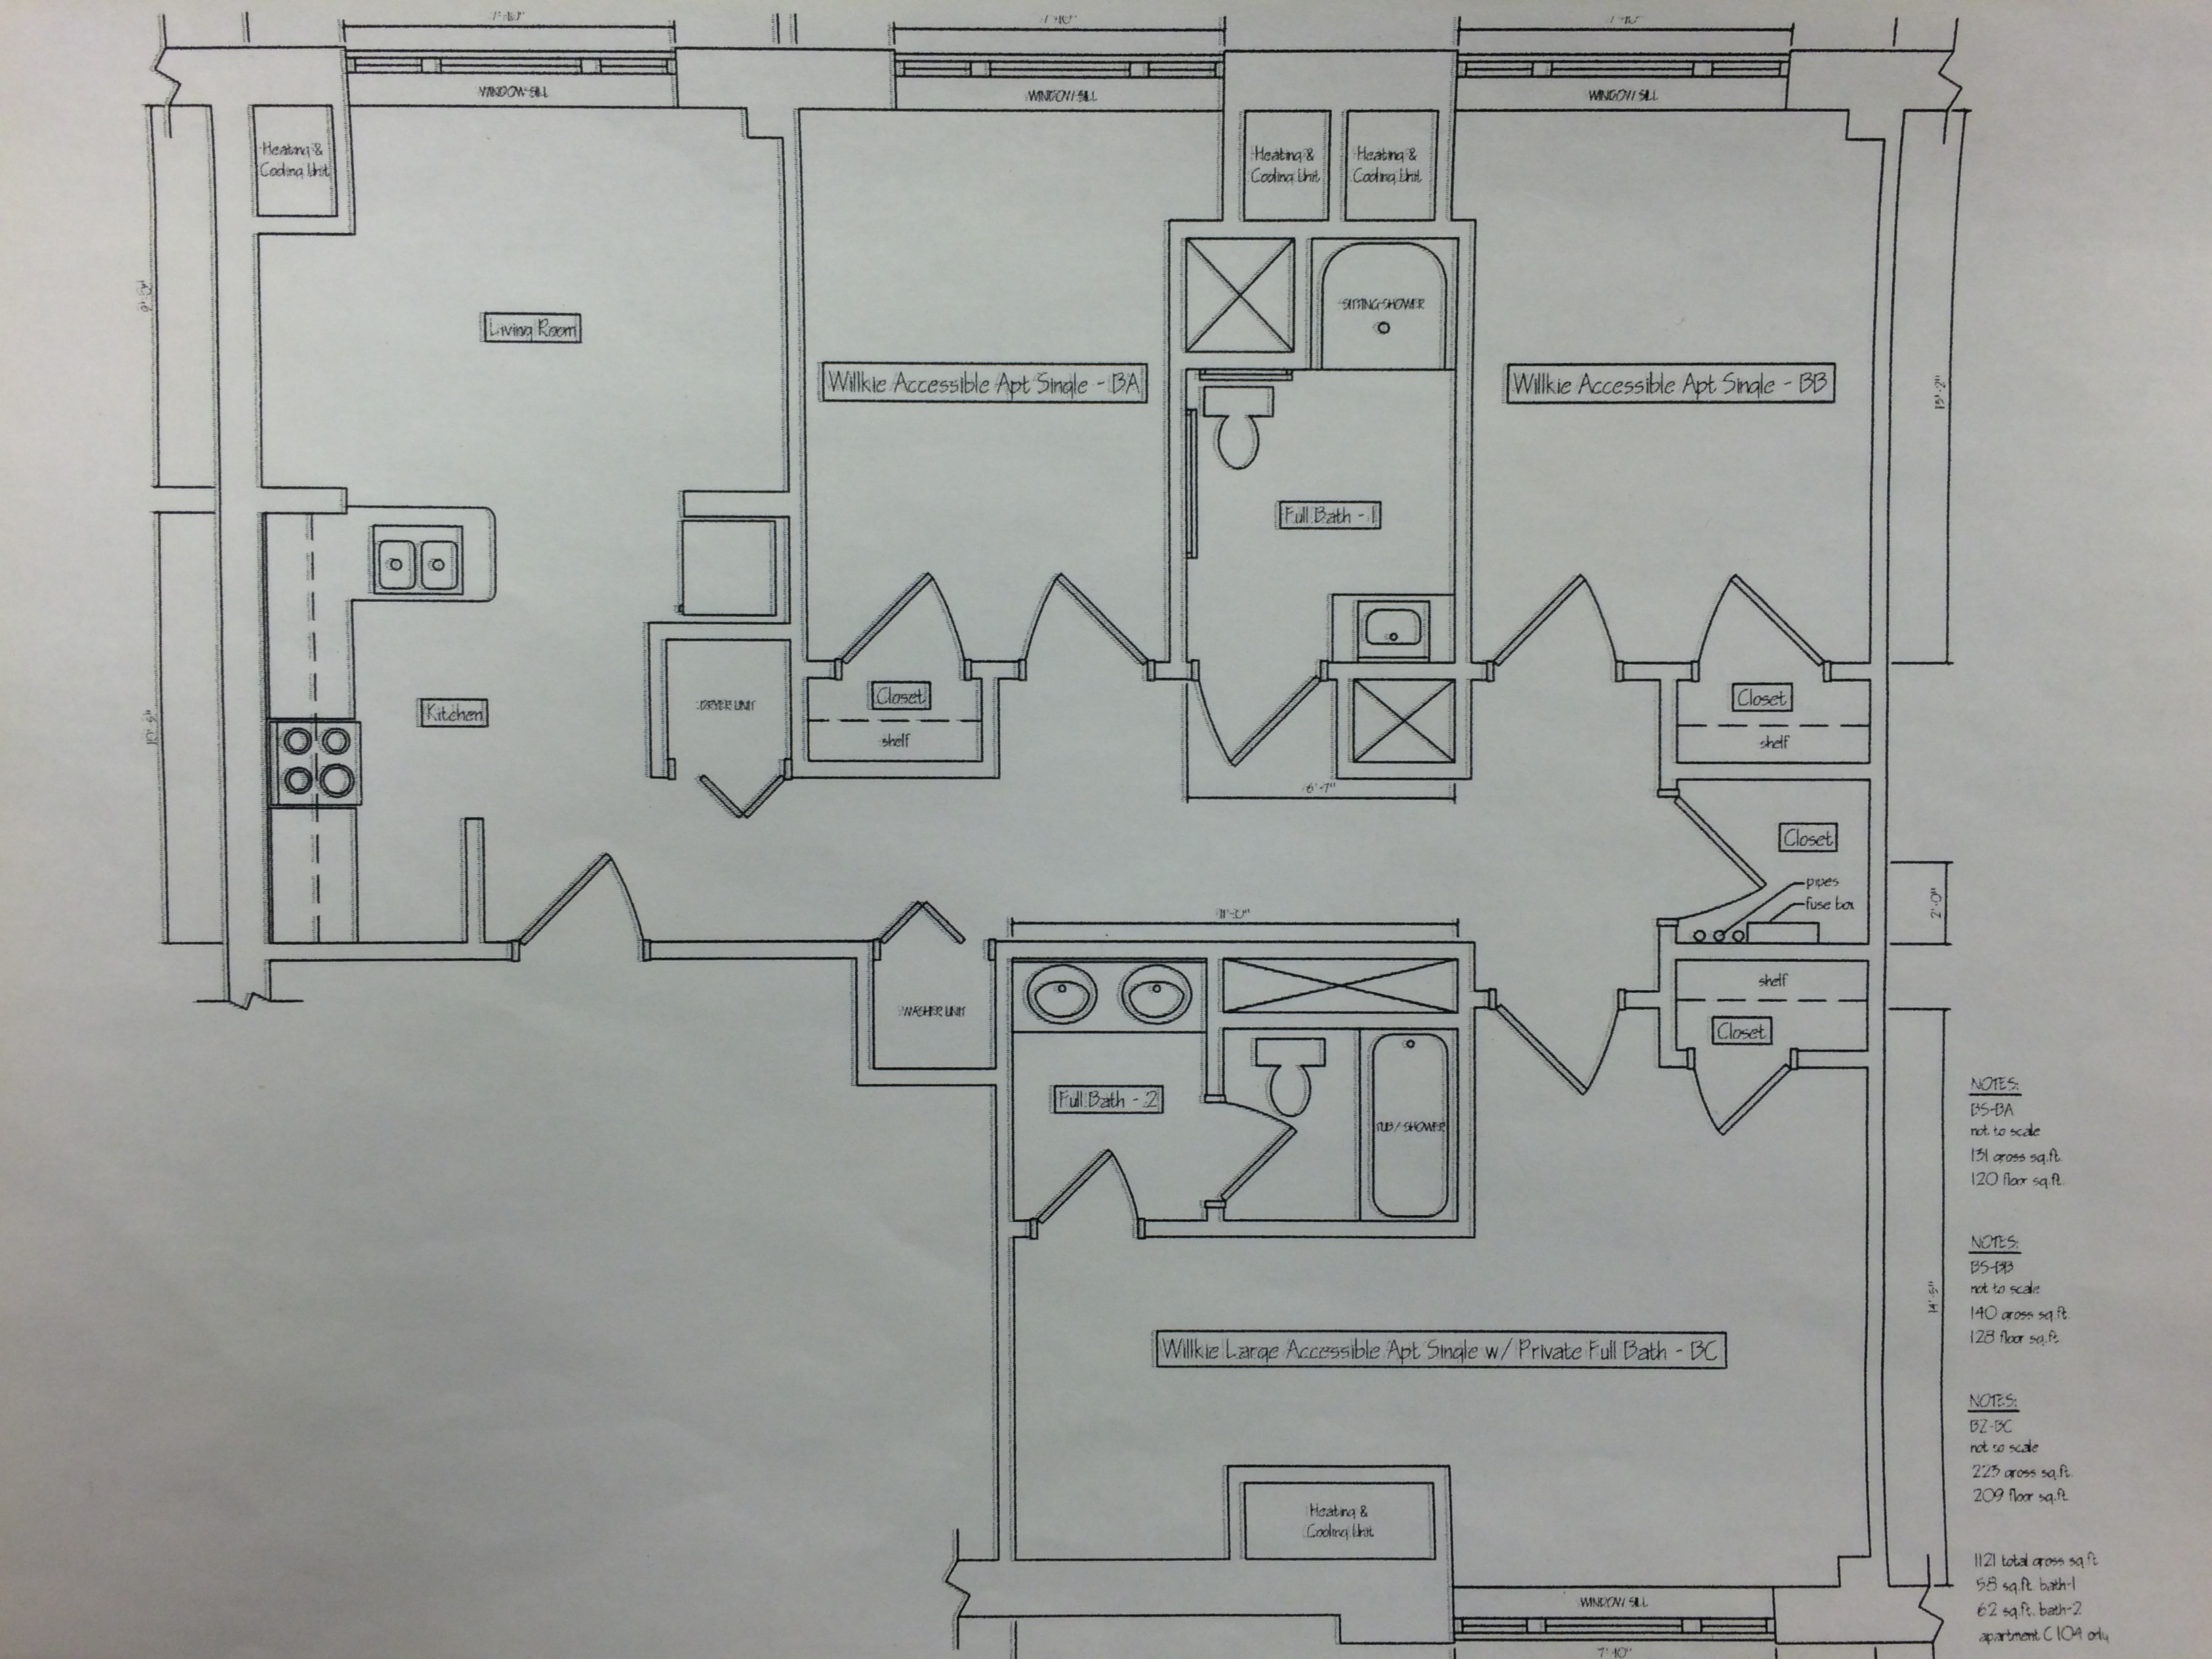 Heating &
Cooling Unit
WINDOW SILL
7'-10"
Living Room
Kitchen
DRYER UNIT
Closet
shelf
WASHER UNIT
Willkie Accessible Apt Single - BA
WINDOW SILL
Heating &
Cooling Unit
Heating &
Cooling Unit
SITTING SHOWER
Full Bath - 1
6'-7"
11'-0"
Full Bath - 2
TUB/SHOWER
Willkie Accessible Apt Single - BB
WINDOW SILL
Closet
shelf
Closet
pipes
fuse box
Closet
shelf
Willkie Large Accessible Apt Single w/ Private Full Bath - BC
Heating &
Cooling Unit
WINDOW SILL
7'-10"
13'-2"
2'-0"
NOTES:
B5-BA
not to scale
131 gross sq.ft.
120 floor sq.ft.
NOTES:
B5-BB
not to scale
140 gross sq.ft.
128 floor sq.ft.
NOTES:
B2-BC
not to scale
223 gross sq.ft.
209 floor sq.ft.
1121 total gross sq.ft.
58 sq.ft. bath-1
62 sq.ft. bath-2
apartment C104 only